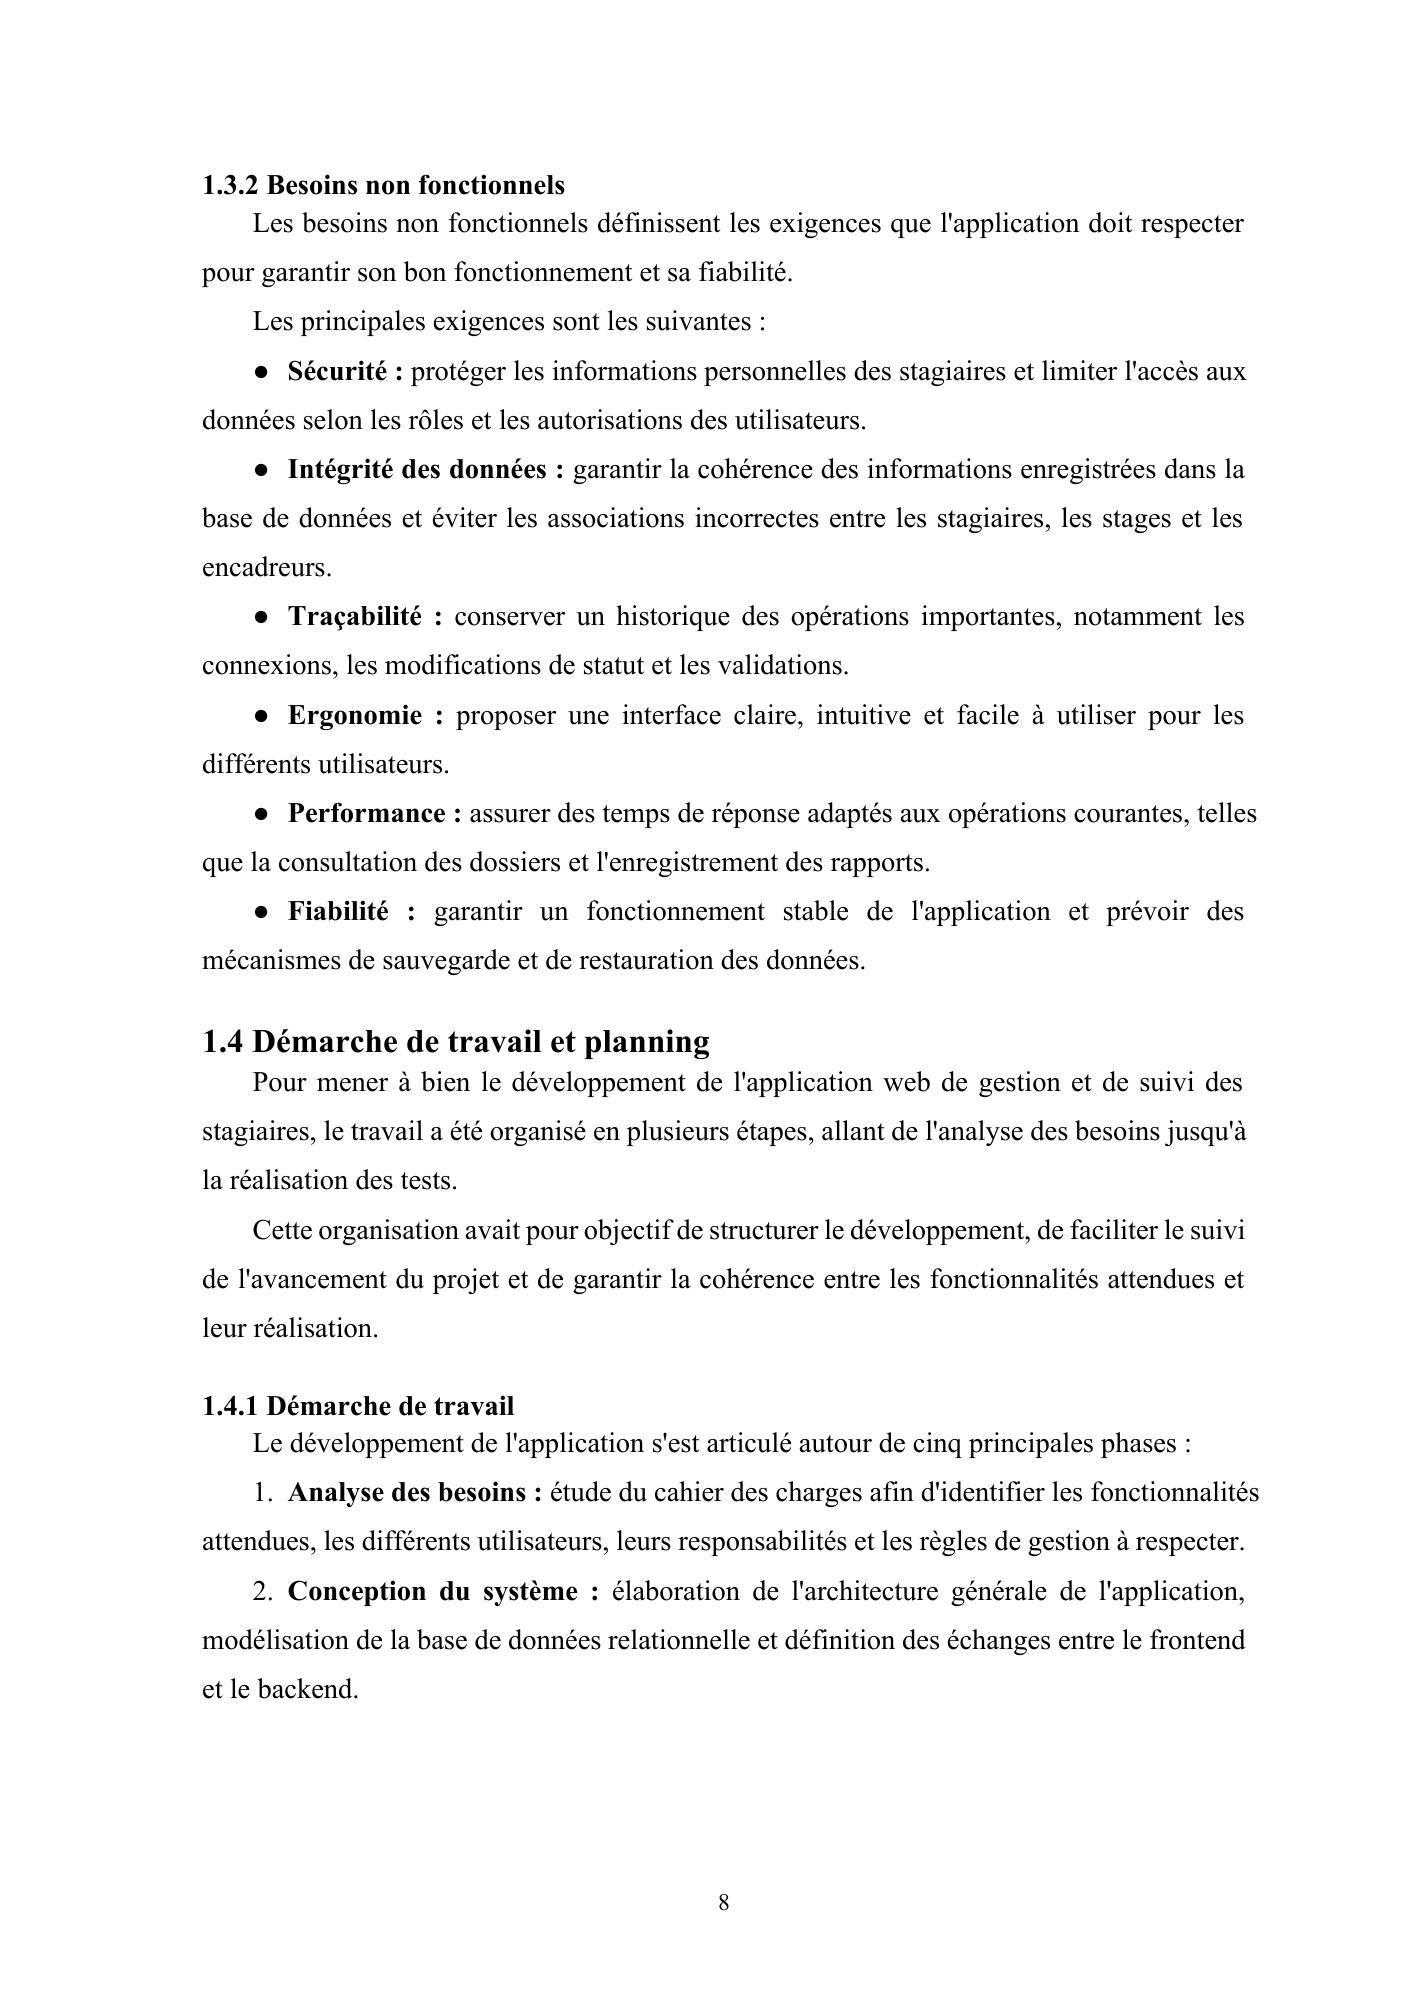 1.3.2 Besoins non fonctionnels
Les besoins non fonctionnels définissent les exigences que l'application doit respecter
pour garantir son bon fonctionnement et sa fiabilité.
Les principales exigences sont les suivantes :
● Sécurité : protéger les informations personnelles des stagiaires et limiter l'accès aux
données selon les rôles et les autorisations des utilisateurs.
● Intégrité des données : garantir la cohérence des informations enregistrées dans la
base de données et éviter les associations incorrectes entre les stagiaires, les stages et les
encadreurs.
● Traçabilité : conserver un historique des opérations importantes, notamment les
connexions, les modifications de statut et les validations.
● Ergonomie : proposer une interface claire, intuitive et facile à utiliser pour les
différents utilisateurs.
● Performance : assurer des temps de réponse adaptés aux opérations courantes, telles
que la consultation des dossiers et l'enregistrement des rapports.
● Fiabilité : garantir un fonctionnement stable de l'application et prévoir des
mécanismes de sauvegarde et de restauration des données.
1.4 Démarche de travail et planning
Pour mener à bien le développement de l'application web de gestion et de suivi des
stagiaires, le travail a été organisé en plusieurs étapes, allant de l'analyse des besoins jusqu'à
la réalisation des tests.
Cette organisation avait pour objectif de structurer le développement, de faciliter le suivi
de l'avancement du projet et de garantir la cohérence entre les fonctionnalités attendues et
leur réalisation.
1.4.1 Démarche de travail
Le développement de l'application s'est articulé autour de cinq principales phases :
1. Analyse des besoins : étude du cahier des charges afin d'identifier les fonctionnalités
attendues, les différents utilisateurs, leurs responsabilités et les règles de gestion à respecter.
2. Conception du système : élaboration de l'architecture générale de l'application,
modélisation de la base de données relationnelle et définition des échanges entre le frontend
et le backend.
8